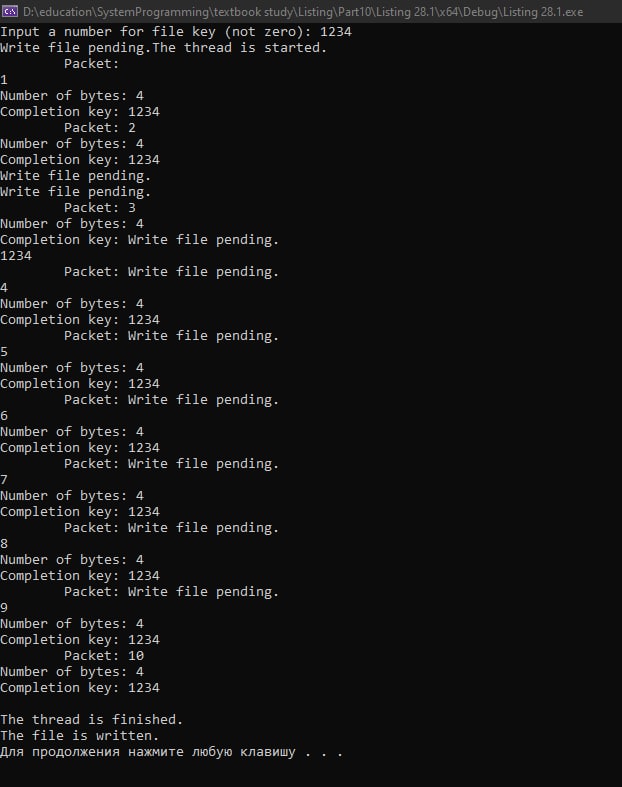 D:\education\SystemProgramming\textbook study\Listing\Part10\Listing 28.1\x64\Debug\Listing 28.1.exe
Input a number for file key (not zero): 1234
Write file pending.The thread is started.
        Packet:
1
Number of bytes: 4
Completion key: 1234
        Packet: 2
Number of bytes: 4
Completion key: 1234
Write file pending.
Write file pending.
        Packet: 3
Number of bytes: 4
Completion key: Write file pending.
1234
        Packet: Write file pending.
4
Number of bytes: 4
Completion key: 1234
        Packet: Write file pending.
5
Number of bytes: 4
Completion key: 1234
        Packet: Write file pending.
6
Number of bytes: 4
Completion key: 1234
        Packet: Write file pending.
7
Number of bytes: 4
Completion key: 1234
        Packet: Write file pending.
8
Number of bytes: 4
Completion key: 1234
        Packet: Write file pending.
9
Number of bytes: 4
Completion key: 1234
        Packet: 10
Number of bytes: 4
Completion key: 1234

The thread is finished.
The file is written.
Для продолжения нажмите любую клавишу . . .